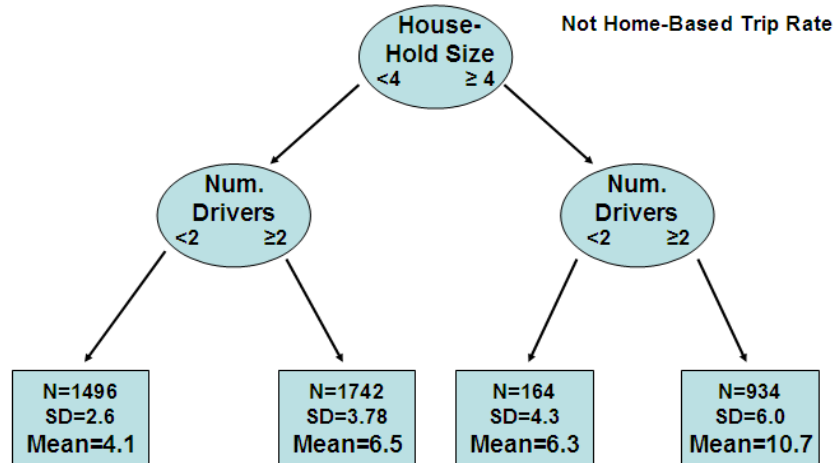 Not Home-Based Trip Rate
House-
Hold Size
<4 ≥ 4
Num.
Drivers
<2 ≥2
Num.
Drivers
<2 ≥2
N=1496
SD=2.6
Mean=4.1
N=1742
SD=3.78
Mean=6.5
N=164
SD=4.3
Mean=6.3
N=934
SD=6.0
Mean=10.7